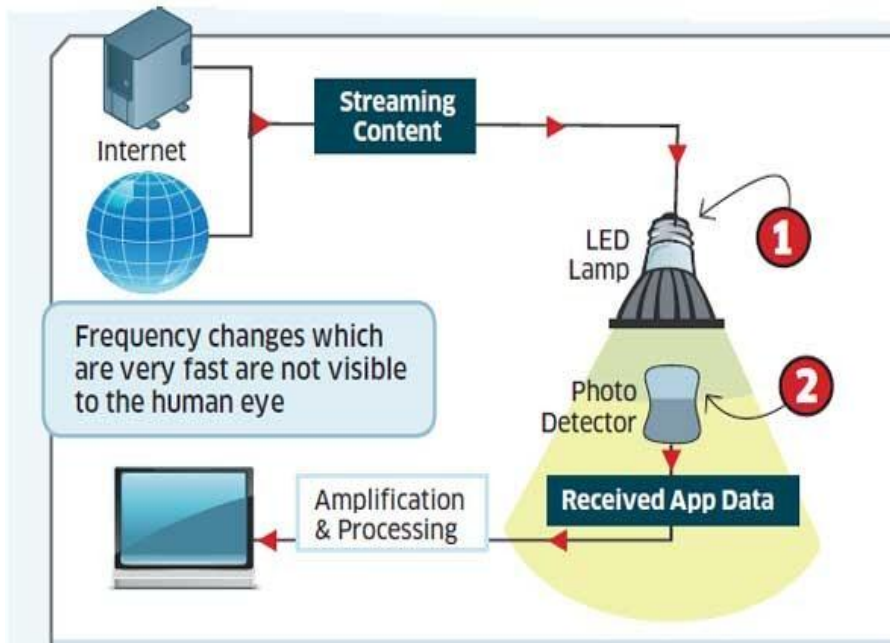 Internet
Streaming
Content
LED
Lamp
1
Frequency changes which
are very fast are not visible
to the human eye
Photo
Detector
2
Received App Data
Amplification
& Processing